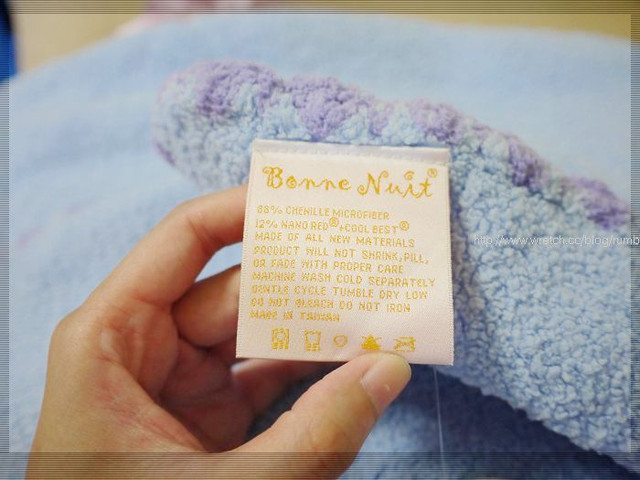 Bonne Nuit®
88% CHENILLE MICROFIBER
12% NANO RED®+COOL BEST®
MADE OF ALL NEW MATERIALS
PRODUCT WILL NOT SHRINK, PILL,
OR FADE WITH PROPER CARE
MACHINE WASH COLD SEPARATELY
GENTLE CYCLE TUMBLE DRY LOW
DO NOT BLEACH DO NOT IRON
MADE IN TAIWAN
http://www.wretch.cc/blog/rumb